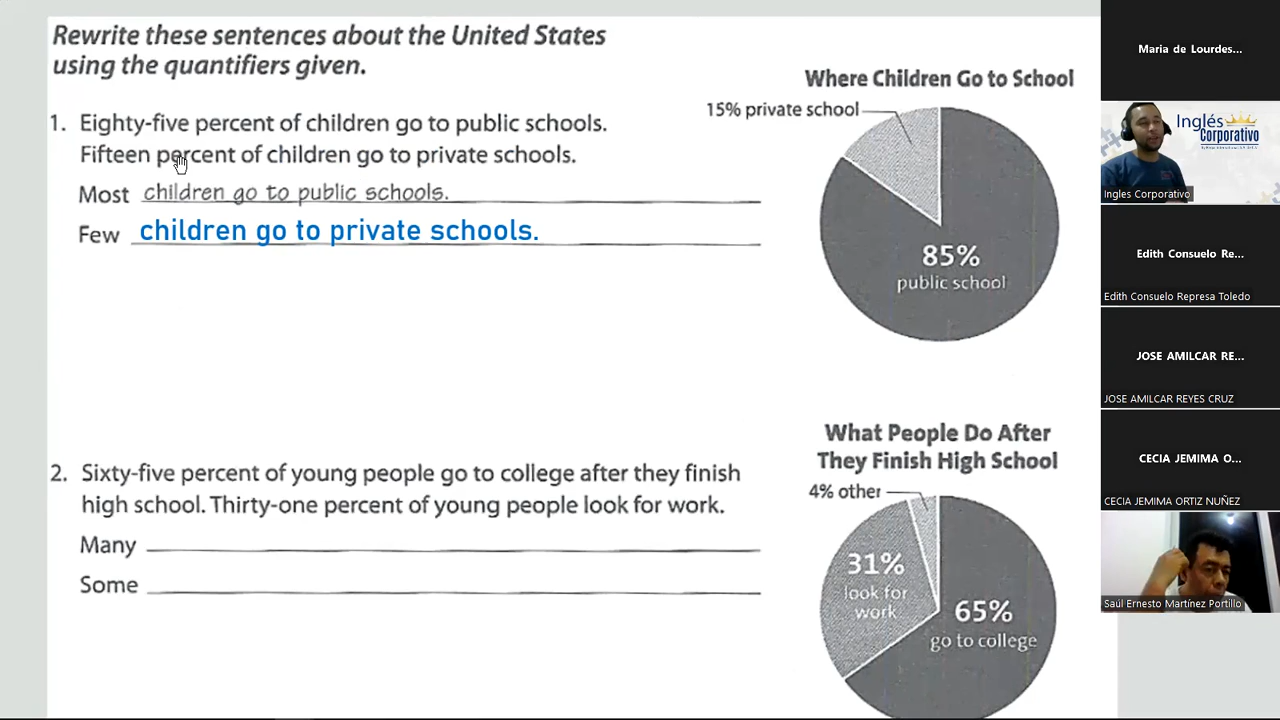 Rewrite these sentences about the United States
using the quantifiers given.
1. Eighty-five percent of children go to public schools.
Fifteen percent of children go to private schools.
Most children go to public schools.
Few children go to private schools.
Where Children Go to School
15% private school
85%
public school
2. Sixty-five percent of young people go to college after they finish
high school. Thirty-one percent of young people look for work.
Many
Some
What People Do After
They Finish High School
4% other
31%
look for
work
65%
go to college
Maria de Lourdes...
Inglés
Corporativo
Ingles Corporativo
Edith Consuelo Re...
Edith Consuelo Represa Toledo
JOSE AMILCAR RE...
JOSE AMILCAR REYES CRUZ
CECIA JEMIMA O...
CECIA JEMIMA ORTIZ NUÑEZ
Saúl Ernesto Martínez Portillo